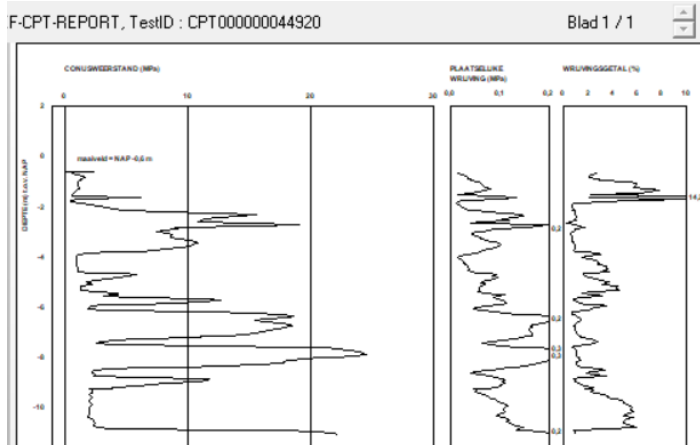 F-CPT-REPORT, TestID : CPT000000044920 Blad 1 / 1
CONUSWEERSTAND (MPa)
PLAATSELIJKE
WRIJVING (MPa)
WRIJVINGSGETAL (%)
0 10 20 30
0,0 0,1 0,2
0 2 4 6 8 10
DIEPTE (m) t.o.v. NAP
2
0
-2
-4
-6
-8
-10
maaiveld = NAP -0,6 m
0,2
0,2
0,3
0,3
0,2